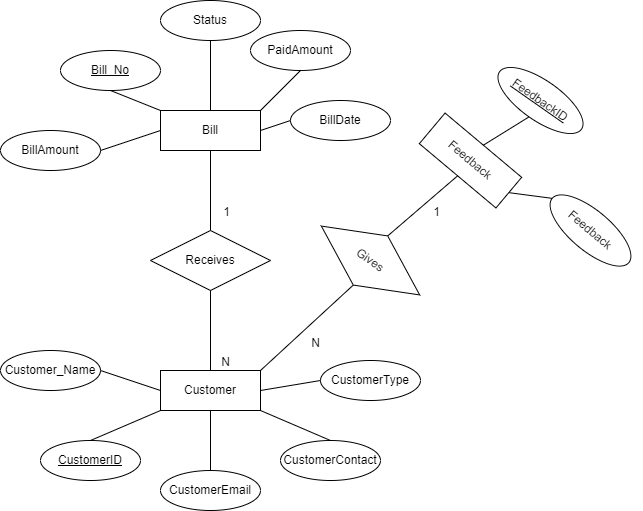 Status
PaidAmount
Bill_No
BillDate
Bill
BillAmount
FeedbackID
Feedback
Feedback
1
1
Receives
Gives
N
N
Customer_Name
Customer
CustomerType
CustomerID
CustomerContact
CustomerEmail